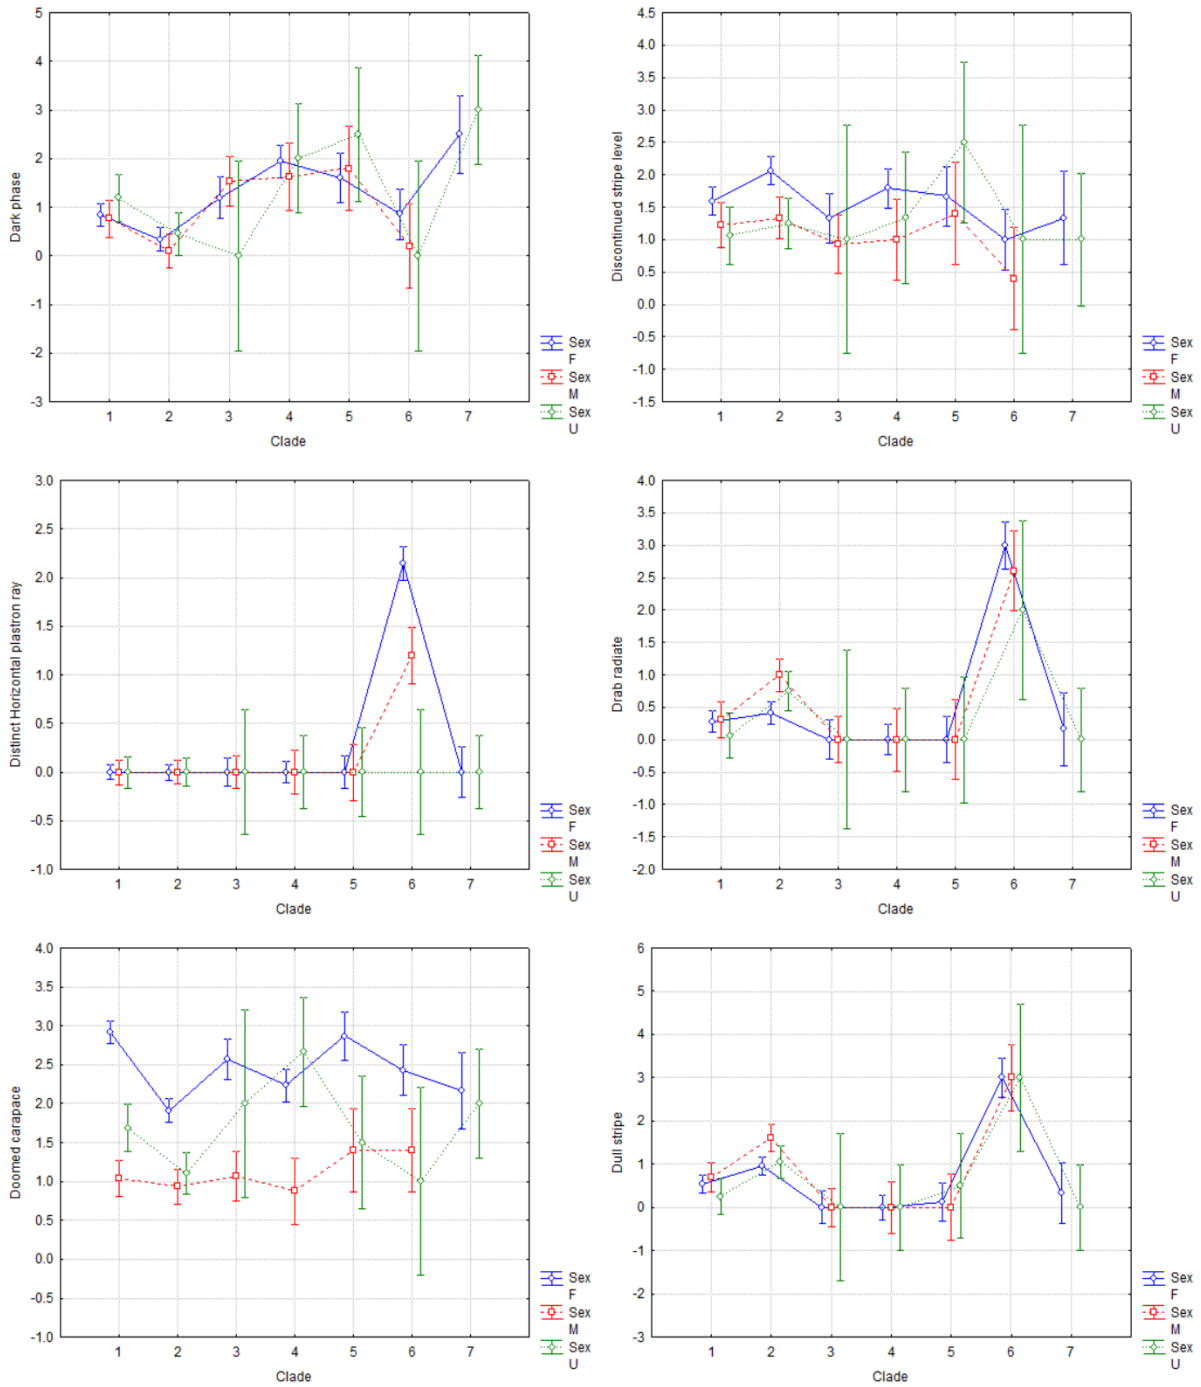 5
4
3
2
1
0
-1
-2
-3
Dark phase
1 2 3 4 5 6 7
Clade
Sex
F
Sex
M
Sex
U
4.5
4.0
3.5
3.0
2.5
2.0
1.5
1.0
0.5
0.0
-0.5
-1.0
-1.5
Discontinued stripe level
1 2 3 4 5 6 7
Clade
Sex
F
Sex
M
Sex
U
3.0
2.5
2.0
1.5
1.0
0.5
0.0
-0.5
-1.0
Distinct Horizontal plastron ray
1 2 3 4 5 6 7
Clade
Sex
F
Sex
M
Sex
U
4.0
3.5
3.0
2.5
2.0
1.5
1.0
0.5
0.0
-0.5
-1.0
-1.5
-2.0
Drab radiate
1 2 3 4 5 6 7
Clade
Sex
F
Sex
M
Sex
U
4.0
3.5
3.0
2.5
2.0
1.5
1.0
0.5
0.0
-0.5
-1.0
Doomed carapace
1 2 3 4 5 6 7
Clade
Sex
F
Sex
M
Sex
U
6
5
4
3
2
1
0
-1
-2
-3
Dull stripe
1 2 3 4 5 6 7
Clade
Sex
F
Sex
M
Sex
U